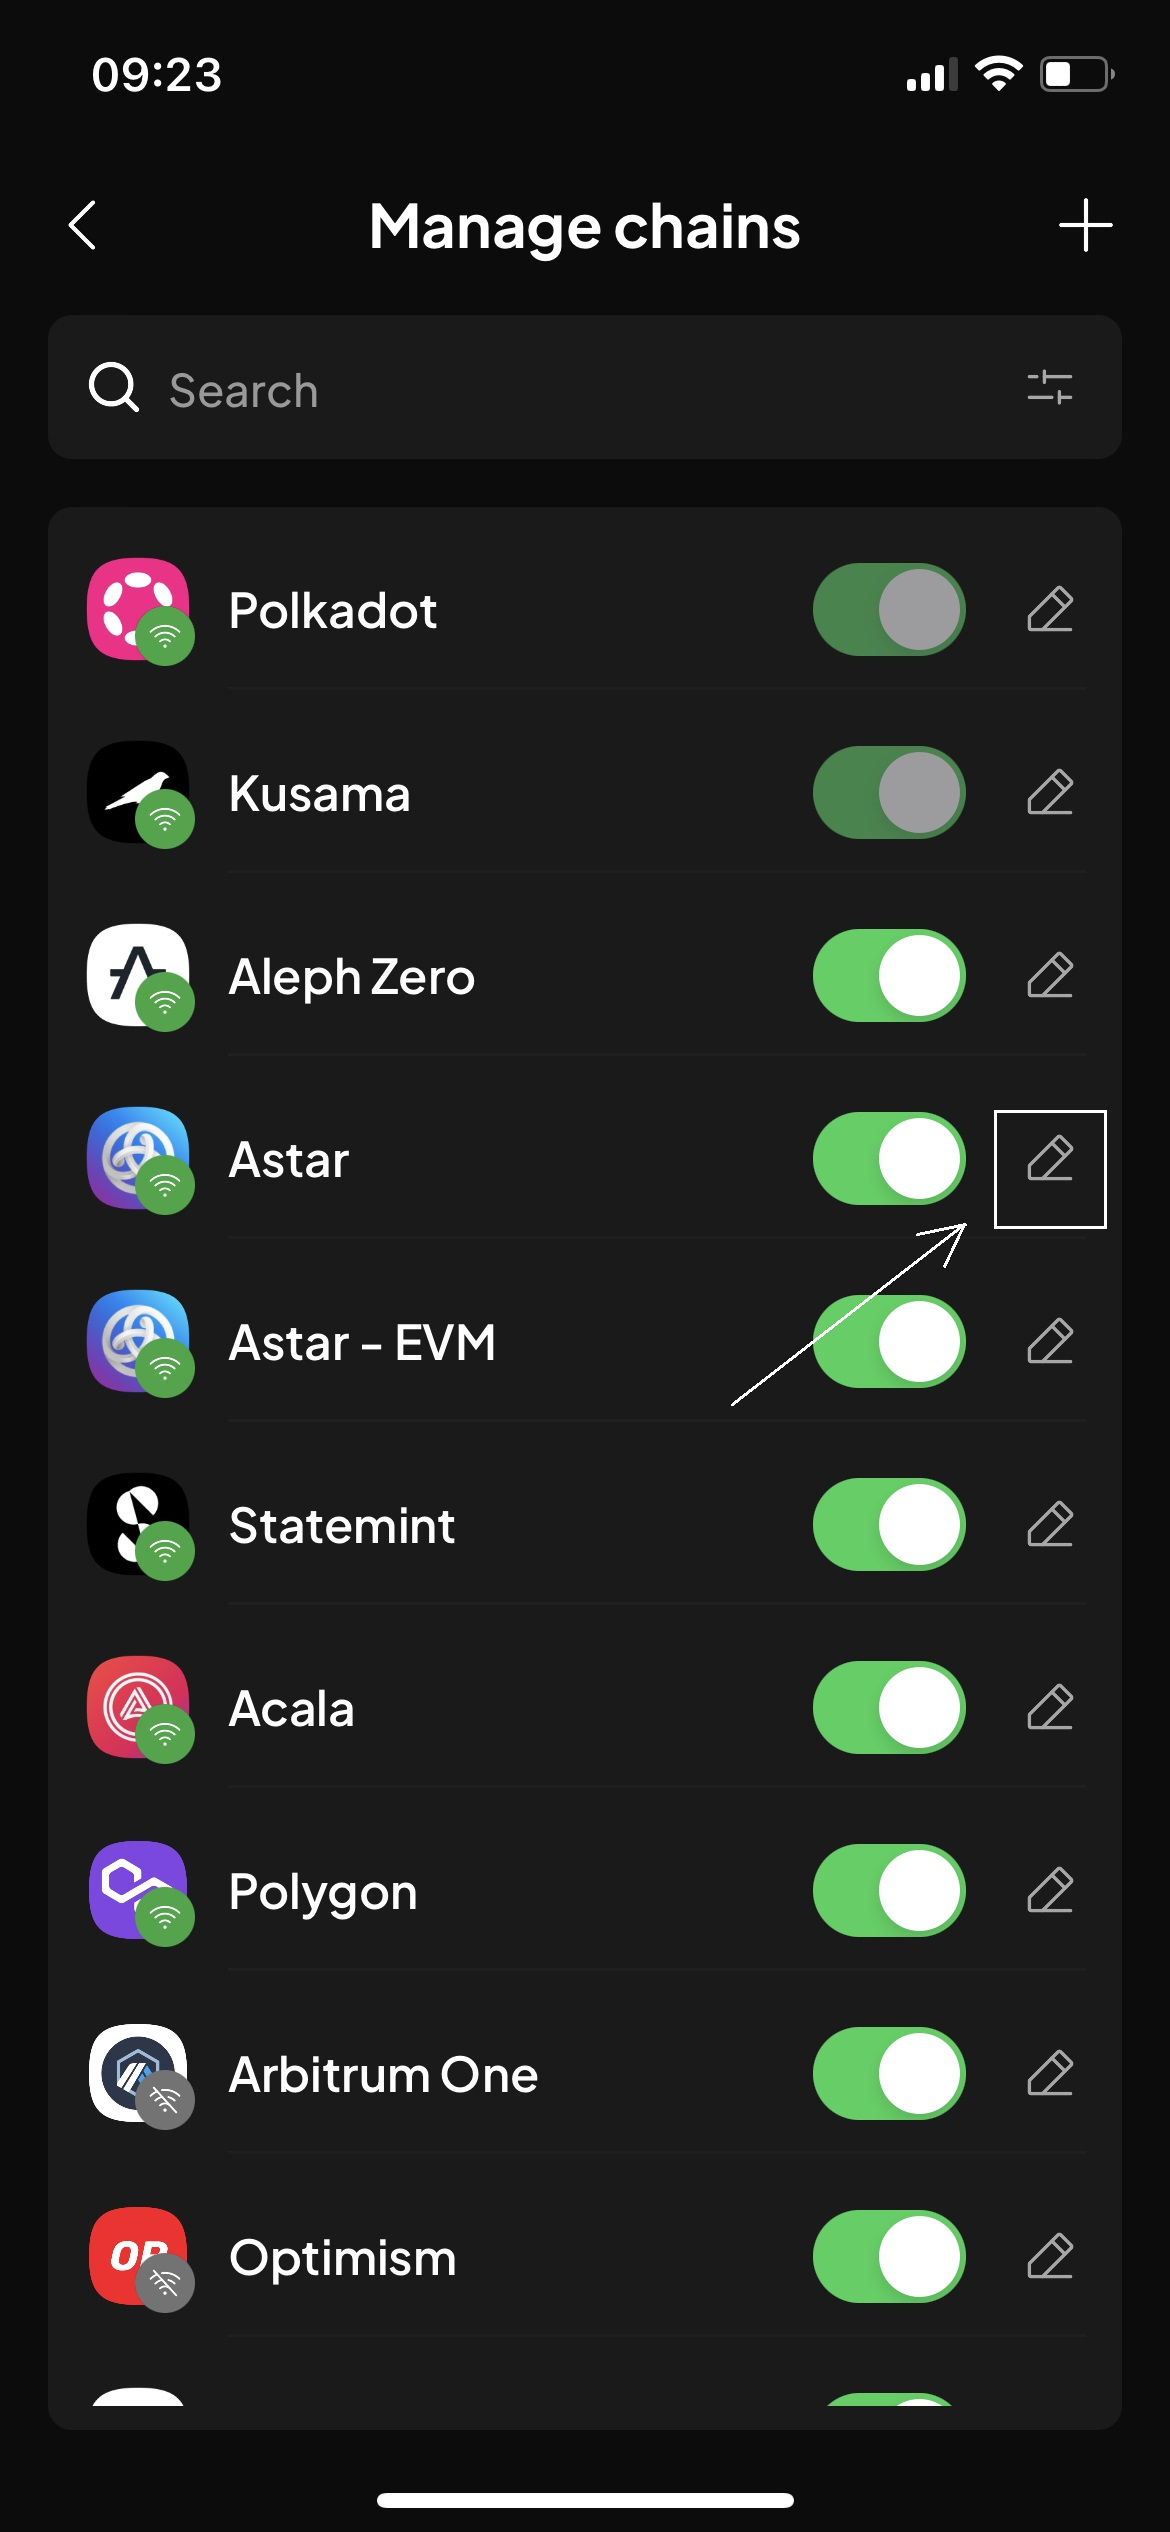 09:23
Manage chains
Search
Polkadot
Kusama
Aleph Zero
Astar
Astar - EVM
Statemint
Acala
Polygon
Arbitrum One
OP
Optimism